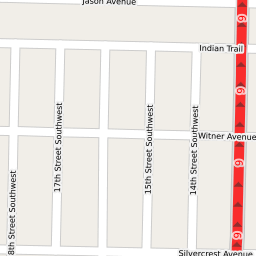 Jason Avenue
Indian Trail
9
17th Street Southwest
15th Street Southwest
14th Street Southwest
Witner Avenue
9
8th Street Southwest
9
Silvercrest Avenue